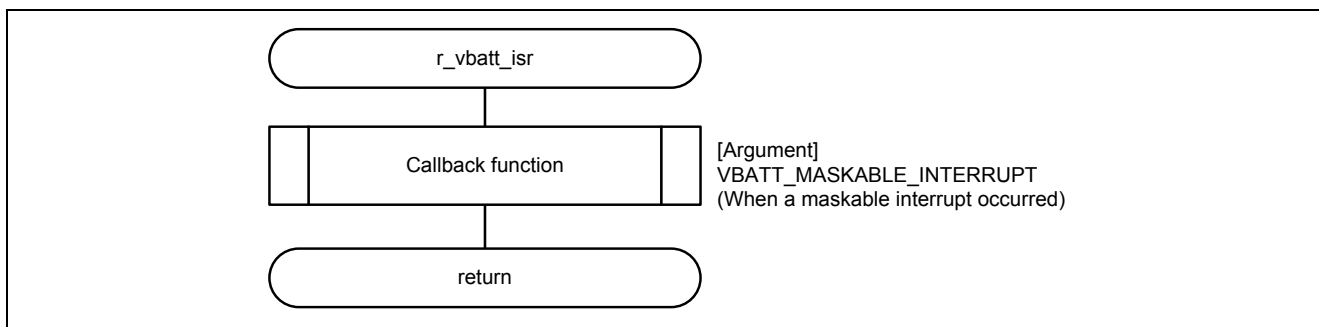 r_vbatt_isr
Callback function
[Argument]
VBATT_MASKABLE_INTERRUPT
(When a maskable interrupt occurred)
return